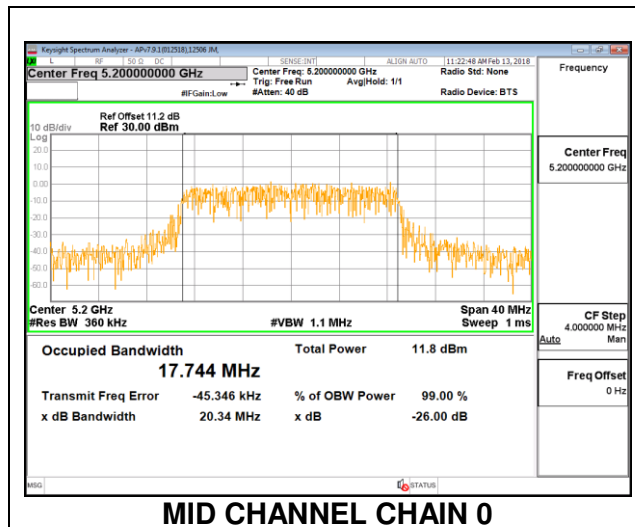 Keysight Spectrum Analyzer - APv7.9.1(012518),12506 JM,
L RF 50 Ω DC SENSE:INT ALIGN AUTO 11:22:48 AM Feb 13, 2018
Center Freq 5.200000000 GHz Center Freq: 5.200000000 GHz Radio Std: None Frequency
Trig: Free Run Avg|Hold: 1/1
#IFGain:Low #Atten: 40 dB Radio Device: BTS
Ref Offset 11.2 dB
10 dB/div Ref 30.00 dBm
Log
20.0
10.0
0.00
-10.0
-20.0
-30.0
-40.0
-50.0
-60.0
Center Freq
5.200000000 GHz
Center 5.2 GHz Span 40 MHz
#Res BW 360 kHz #VBW 1.1 MHz Sweep 1 ms
CF Step
4.000000 MHz
Auto Man
Occupied Bandwidth Total Power 11.8 dBm
17.744 MHz
Freq Offset
0 Hz
Transmit Freq Error -45.346 kHz % of OBW Power 99.00 %
x dB Bandwidth 20.34 MHz x dB -26.00 dB
MSG STATUS
MID CHANNEL CHAIN 0